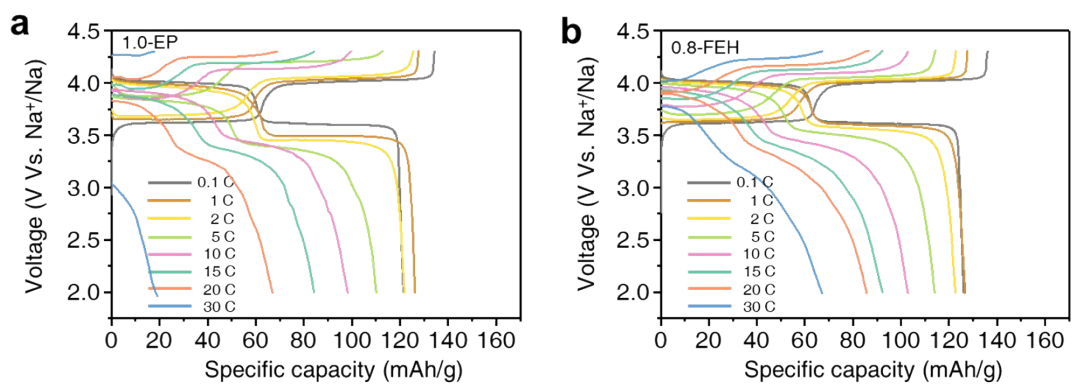 a
1.0-EP
4.5
4.0
3.5
3.0
2.5
2.0
Voltage (V Vs. Na⁺/Na)
0.1 C
1 C
2 C
5 C
10 C
15 C
20 C
30 C
0 20 40 60 80 100 120 140 160
Specific capacity (mAh/g)
b
0.8-FEH
4.5
4.0
3.5
3.0
2.5
2.0
Voltage (V Vs. Na⁺/Na)
0.1 C
1 C
2 C
5 C
10 C
15 C
20 C
30 C
0 20 40 60 80 100 120 140 160
Specific capacity (mAh/g)